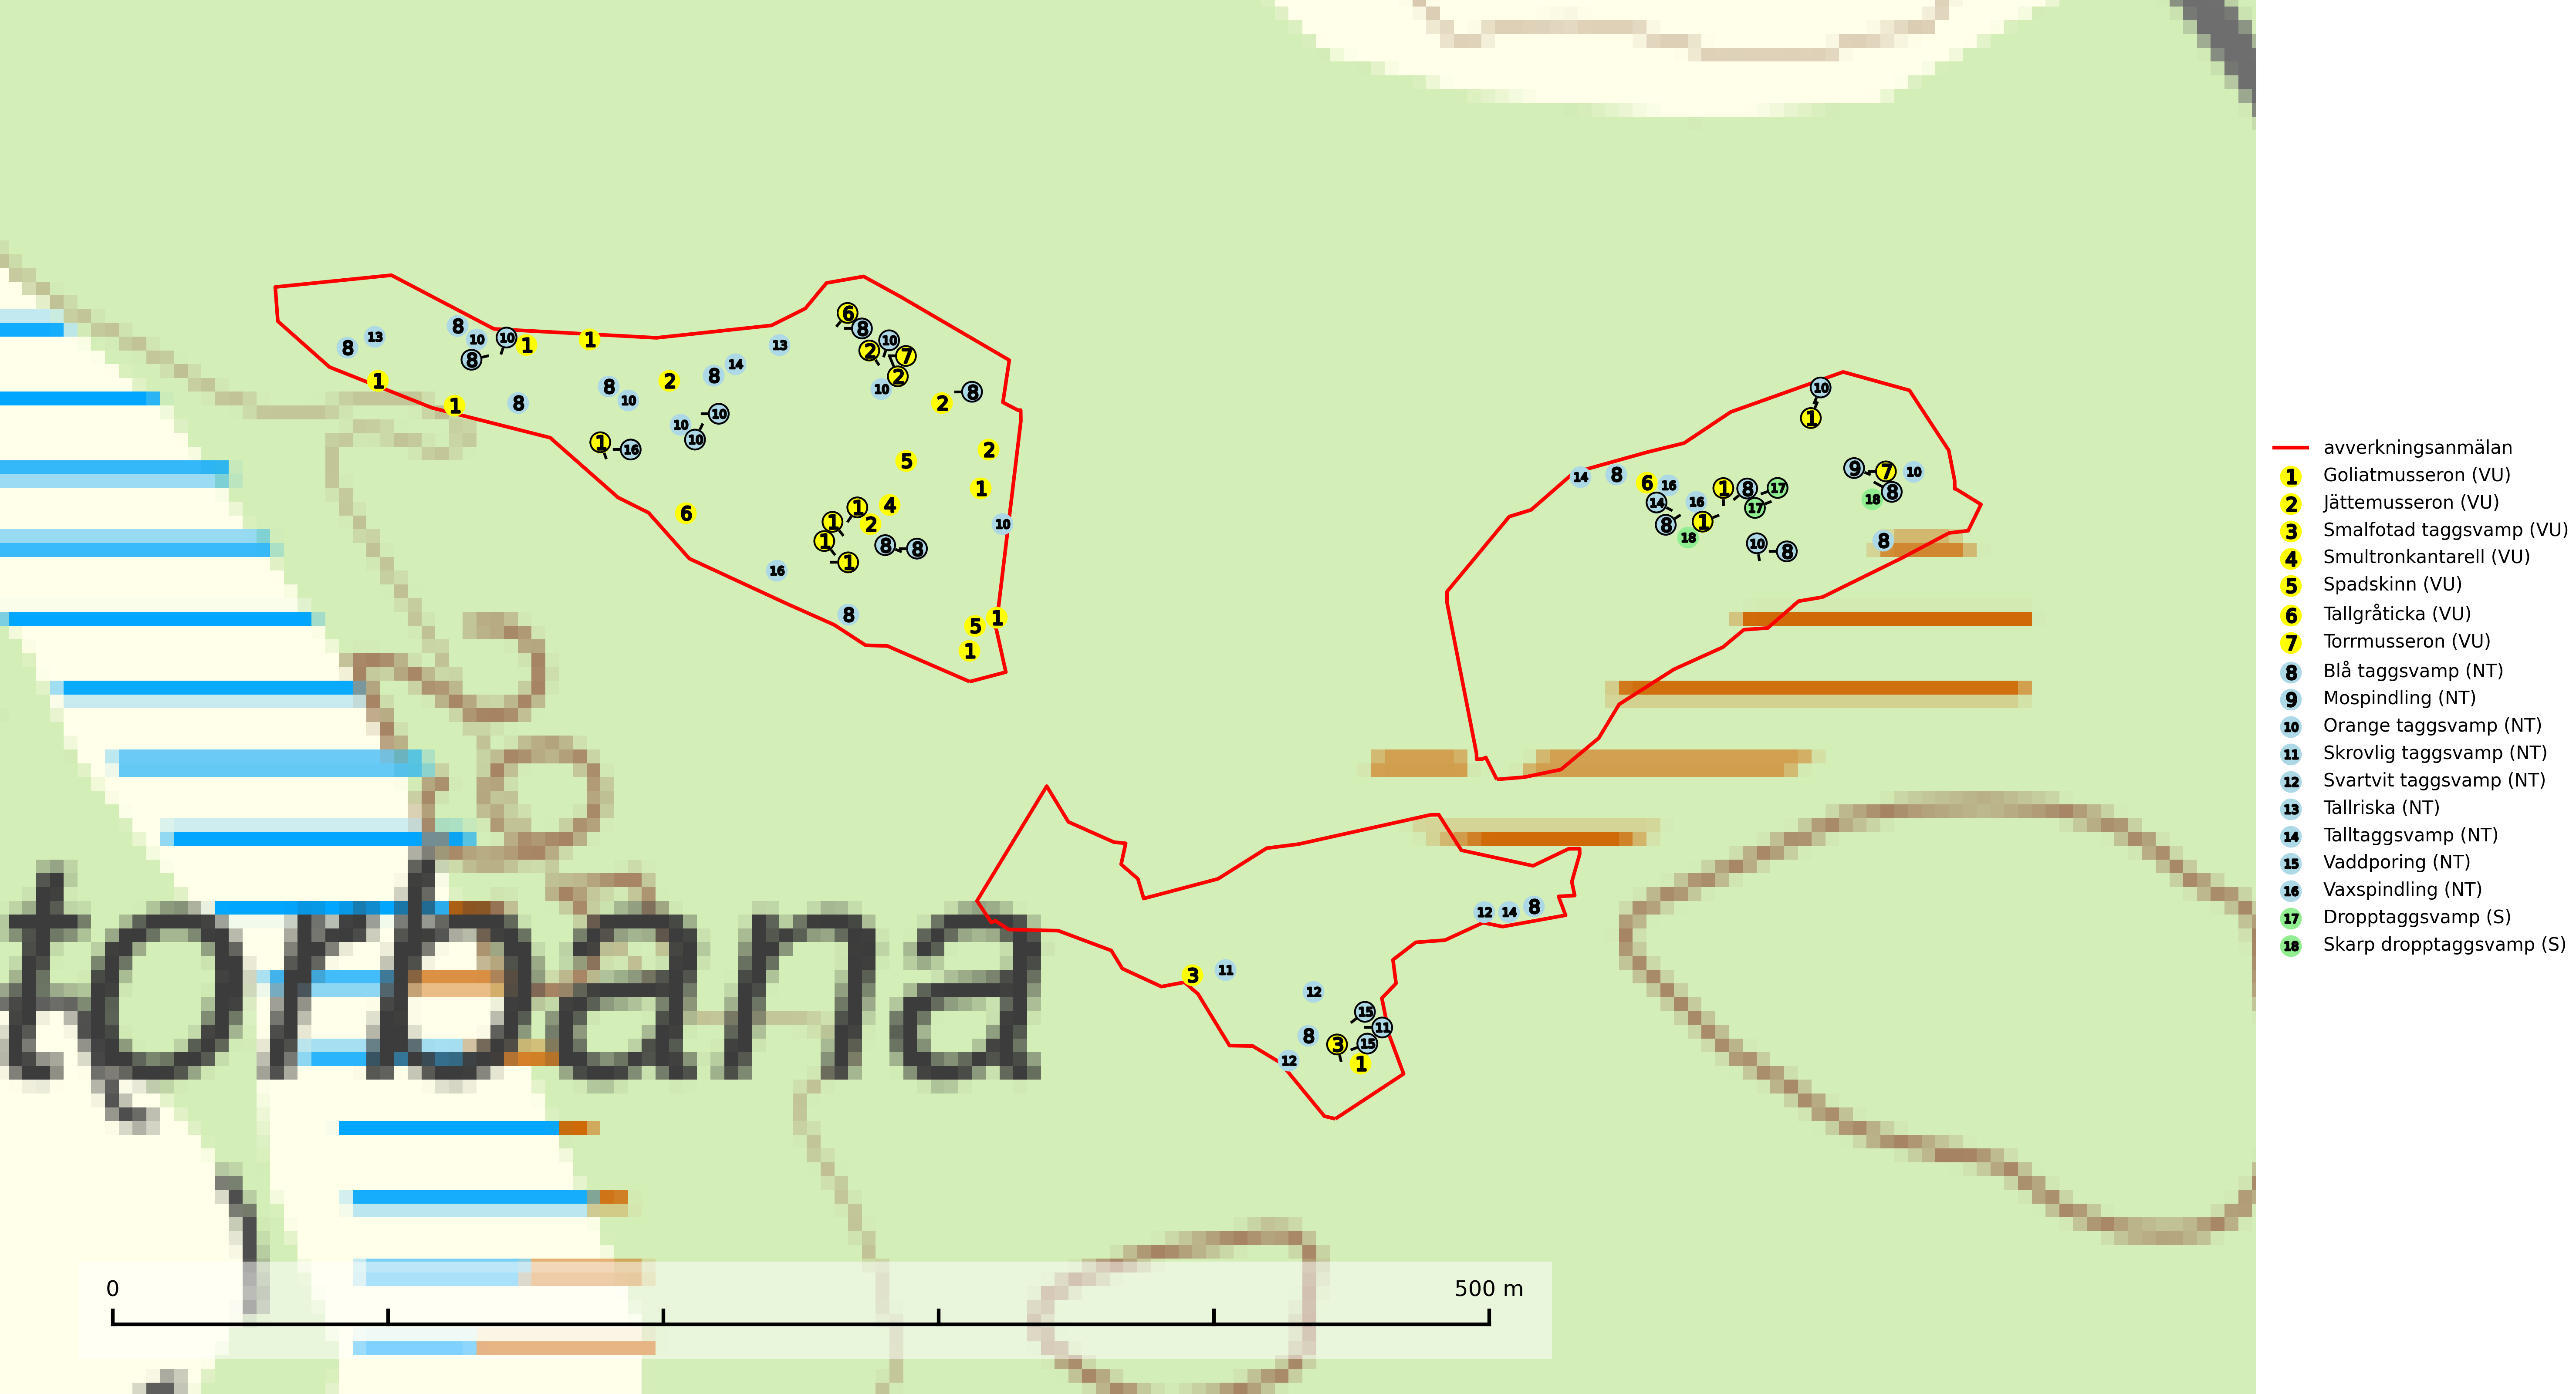 torbana
0
500 m
avverkningsanmälan
1 Goliatmusseron (VU)
2 Jättemusseron (VU)
3 Smalfotad taggsvamp (VU)
4 Smultronkantarell (VU)
5 Spadskinn (VU)
6 Tallgråticka (VU)
7 Torrmusseron (VU)
8 Blå taggsvamp (NT)
9 Mospindling (NT)
10 Orange taggsvamp (NT)
11 Skrovlig taggsvamp (NT)
12 Svartvit taggsvamp (NT)
13 Tallriska (NT)
14 Talltaggsvamp (NT)
15 Vaddporing (NT)
16 Vaxspindling (NT)
17 Dropptaggsvamp (S)
18 Skarp dropptaggsvamp (S)